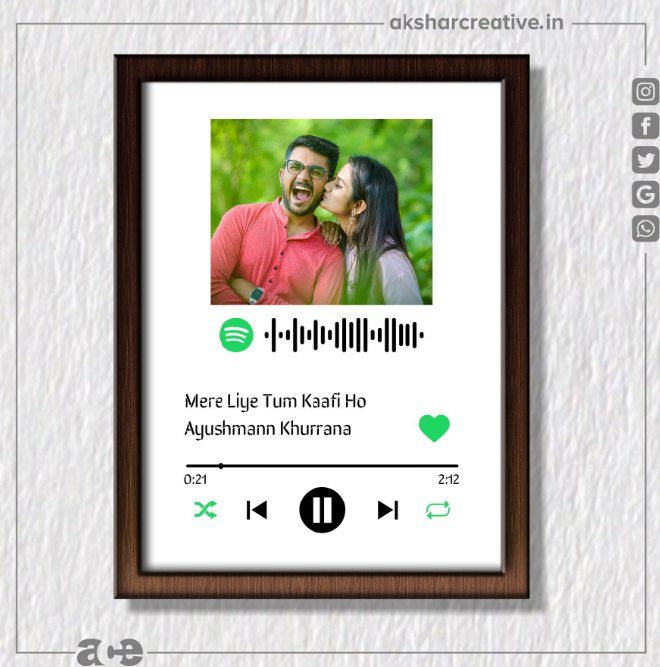 aksharcreative.in
Mere Liye Tum Kaafi Ho
Ayushmann Khurrana
0:21
2:12
ace